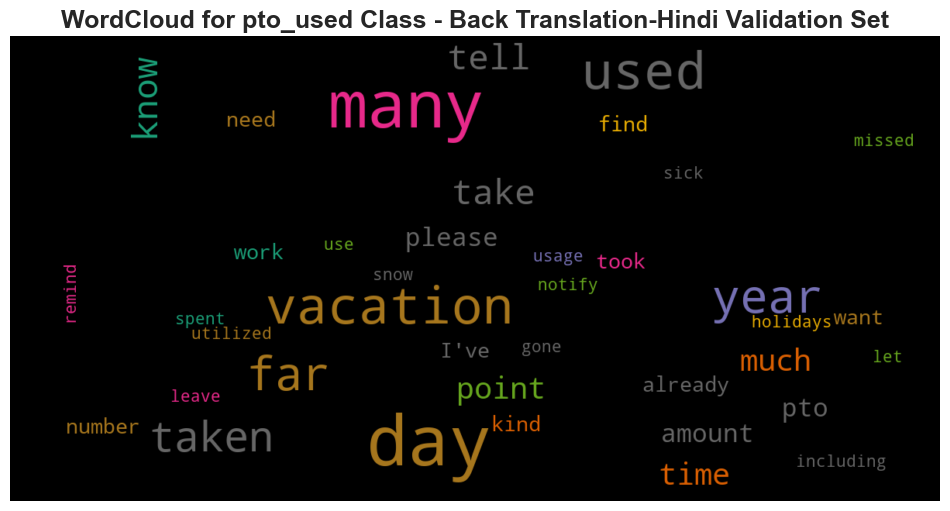 WordCloud for pto_used Class - Back Translation-Hindi Validation Set
know
tell
used
many
need
find
missed
sick
take
please
work
use
usage
took
snow
notify
remind
vacation
year
spent
holidays
want
utilized
I've
gone
much
let
far
point
already
leave
pto
number
taken
day
kind
amount
time
including